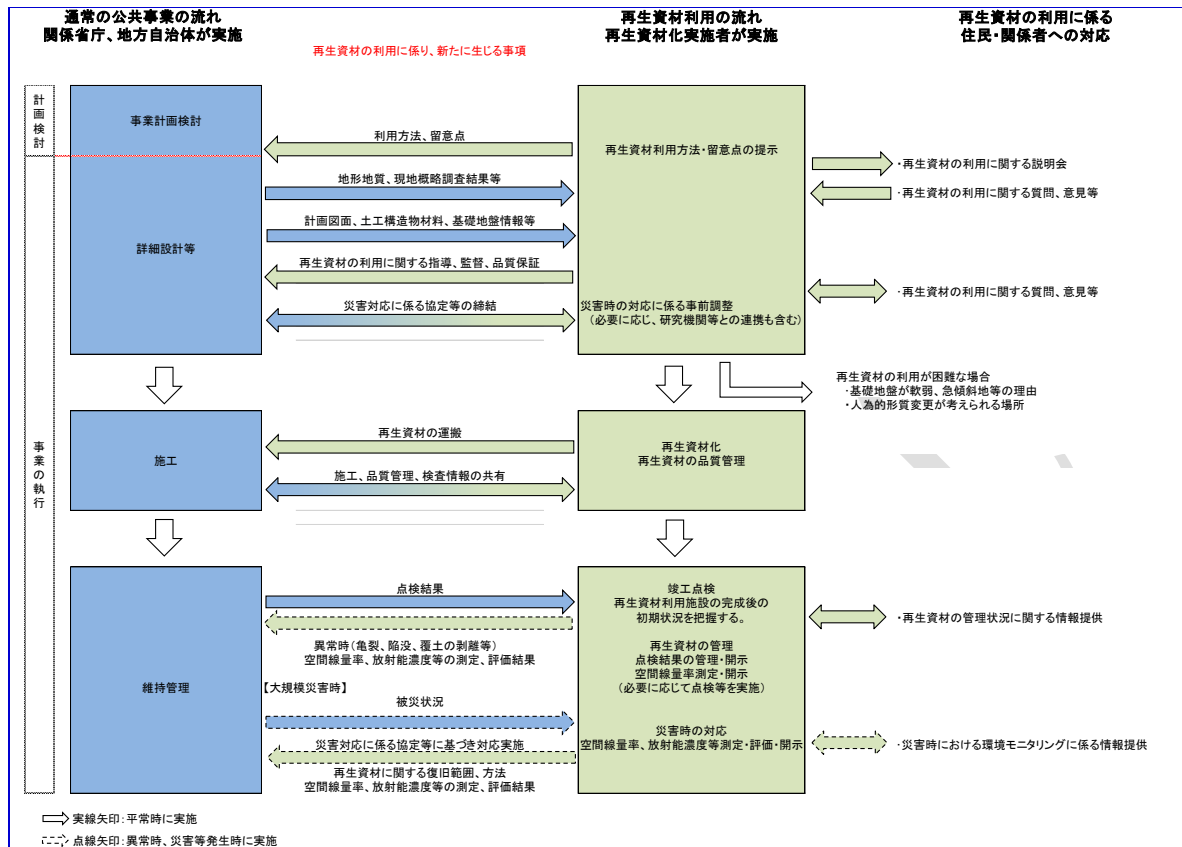 通常の公共事業の流れ
関係省庁、地方自治体が実施
再生資材利用の流れ
再生資材化実施者が実施
再生資材の利用に係る
住民・関係者への対応
再生資材の利用に係り、新たに生じる事項
計画検討
事業計画検討
利用方法、留意点
再生資材利用方法・留意点の提示
・再生資材の利用に関する説明会
地形地質、現地概略調査結果等
・再生資材の利用に関する質問、意見等
計画図面、土工構造物材料、基礎地盤情報等
詳細設計等
再生資材の利用に関する指導、監督、品質保証
・再生資材の利用に関する質問、意見等
災害対応に係る協定等の締結
災害時の対応に係る事前調整
（必要に応じ、研究機関等との連携も含む）
再生資材の利用が困難な場合
・基礎地盤が軟弱、急傾斜地等の理由
・人為的形質変更が考えられる場所
事業の執行
再生資材の運搬
施工
再生資材化
再生資材の品質管理
施工、品質管理、検査情報の共有
点検結果
竣工点検
再生資材利用施設の完成後の
初期状況を把握する。
・再生資材の管理状況に関する情報提供
異常時（亀裂、陥没、覆土の剥離等）
空間線量率、放射能濃度等の測定、評価結果
再生資材の管理
点検結果の管理・開示
空間線量率測定・開示
（必要に応じて点検等を実施）
維持管理
【大規模災害時】
被災状況
災害時の対応
空間線量率、放射能濃度等測定・評価・開示
・災害時における環境モニタリングに係る情報提供
災害対応に係る協定等に基づき対応実施
再生資材に関する復旧範囲、方法
空間線量率、放射能濃度等の測定、評価結果
実線矢印：平常時に実施
点線矢印：異常時、災害等発生時に実施